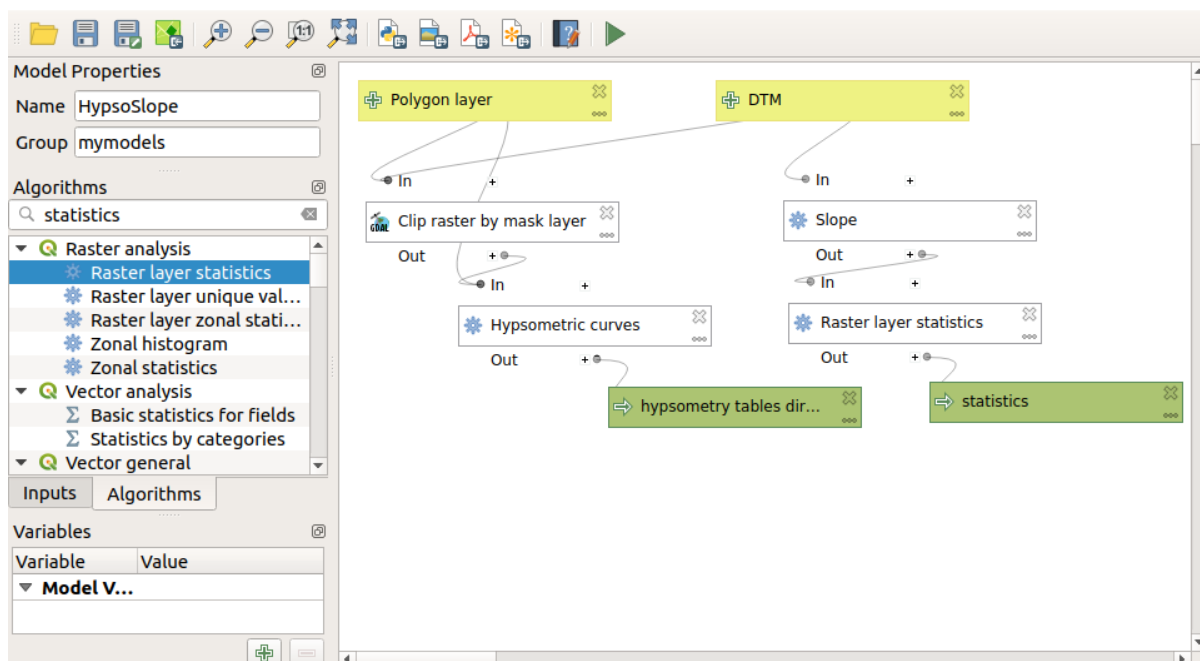 1:1
Model Properties
Name HypsoSlope
Group mymodels
Algorithms
statistics
Raster analysis
Raster layer statistics
Raster layer unique val...
Raster layer zonal stati...
Zonal histogram
Zonal statistics
Vector analysis
Σ Basic statistics for fields
Σ Statistics by categories
Vector general
Inputs Algorithms
Variables
Variable Value
Model V...
Polygon layer
DTM
In +
In +
GDAL Clip raster by mask layer
Slope
Out +
Out +
In +
In +
Hypsometric curves
Raster layer statistics
Out +
Out +
hypsometry tables dir...
statistics